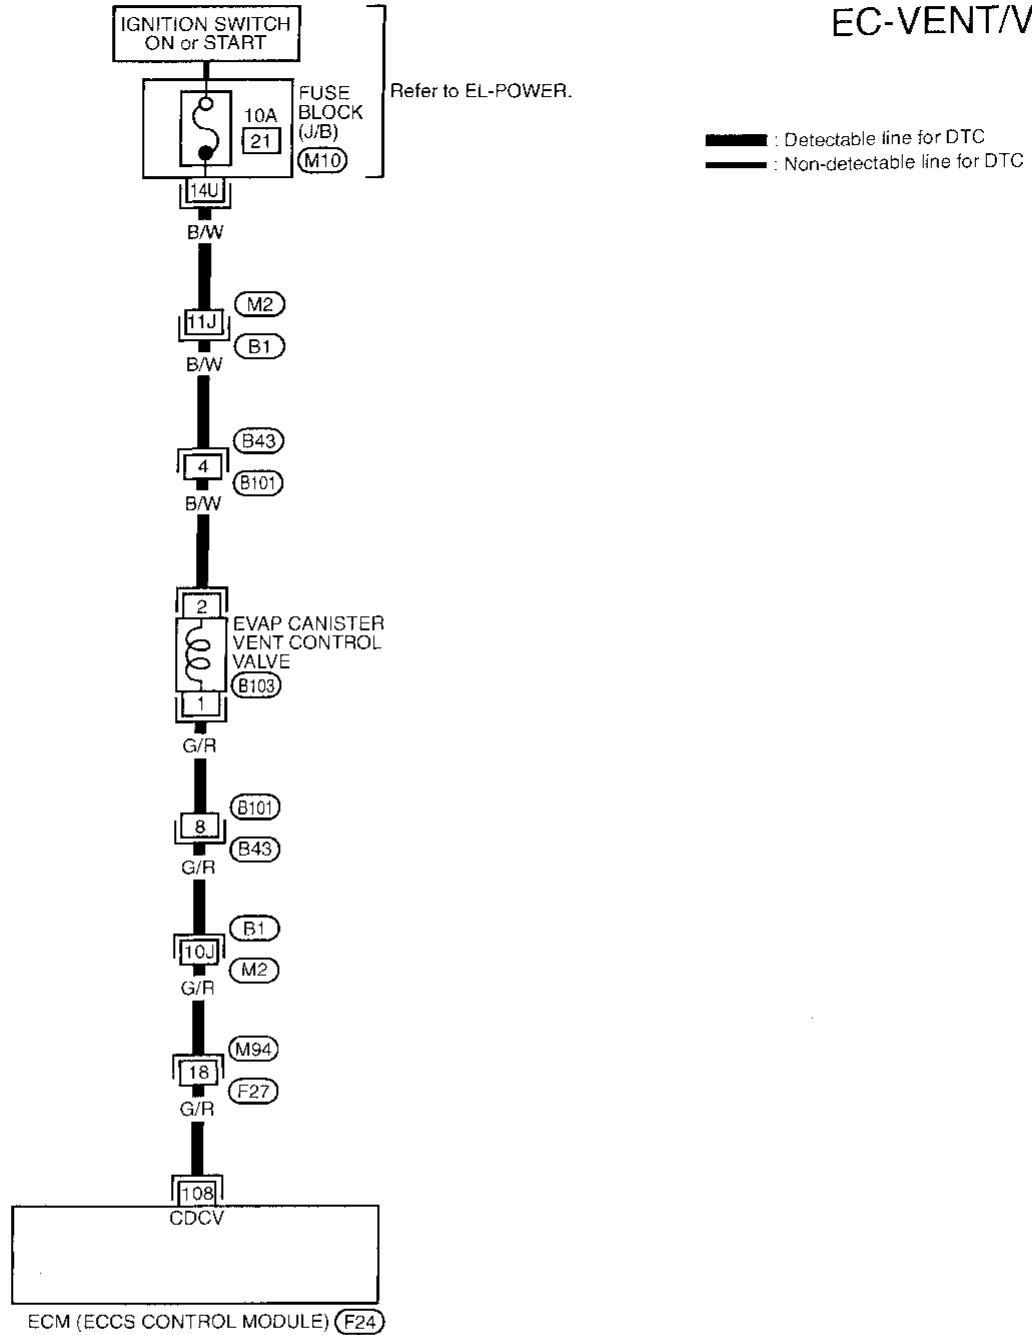 EC-VENT/V
IGNITION SWITCH
ON or START
FUSE
BLOCK
(J/B)
M10
10A
21
Refer to EL-POWER.
: Detectable line for DTC
: Non-detectable line for DTC
14U
B/W
M2
11J
B1
B/W
B43
4
B101
B/W
2
EVAP CANISTER
VENT CONTROL
VALVE
B103
1
G/R
B101
8
B43
G/R
B1
10J
M2
G/R
M94
18
F27
G/R
108
CDCV
ECM (ECCS CONTROL MODULE) F24